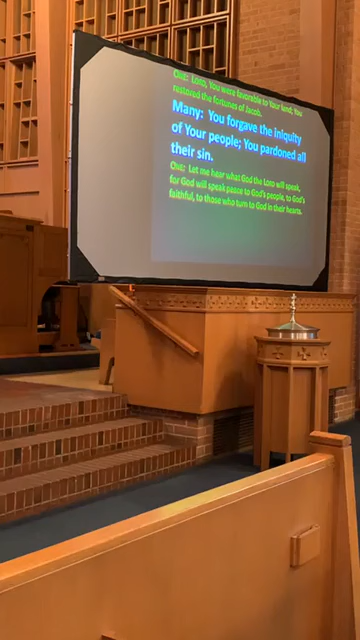 One: Lord, You were favorable to Your land; You
restored the fortunes of Jacob.
Many: You forgave the iniquity
of Your people; You pardoned all
their sin.
One: Let me hear what God the Lord will speak,
for God will speak peace to God's people, to God's
faithful, to those who turn to God in their hearts.